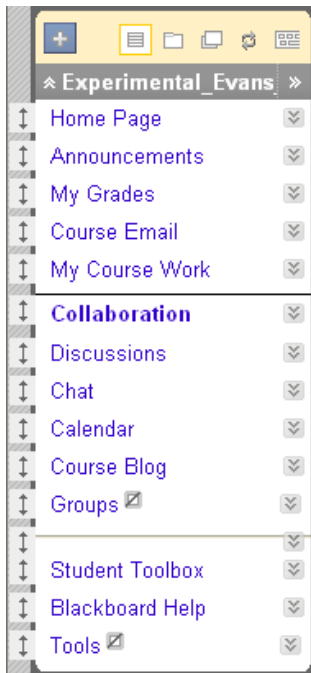 Experimental_Evans
Home Page
Announcements
My Grades
Course Email
My Course Work
Collaboration
Discussions
Chat
Calendar
Course Blog
Groups
Student Toolbox
Blackboard Help
Tools